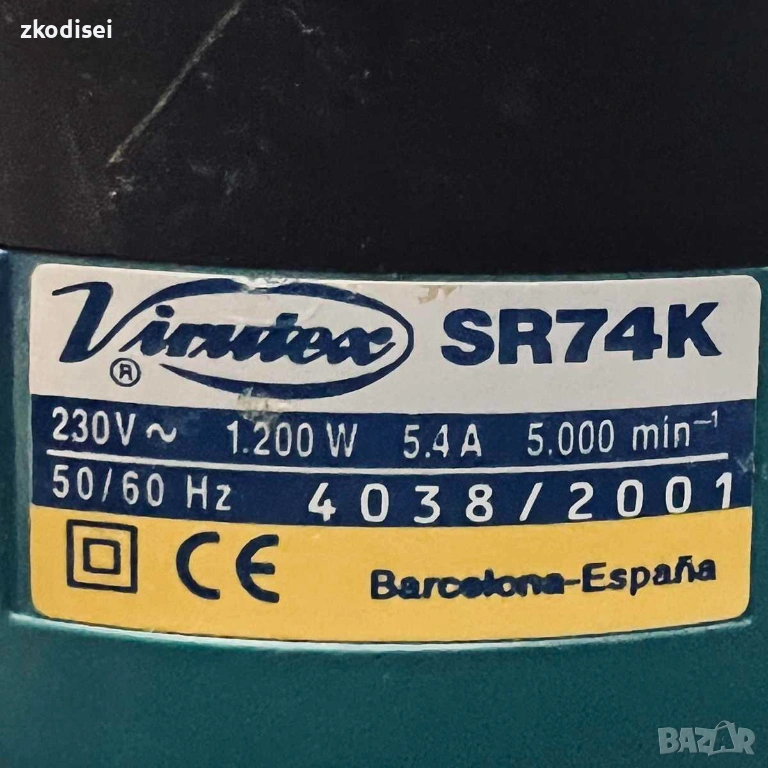 zkodisei
Virutex ® SR74K
230V ~ 1.200 W 5.4 A 5.000 min⁻¹
50/60 Hz 4038/2001
CE Barcelona-España
BAZAR